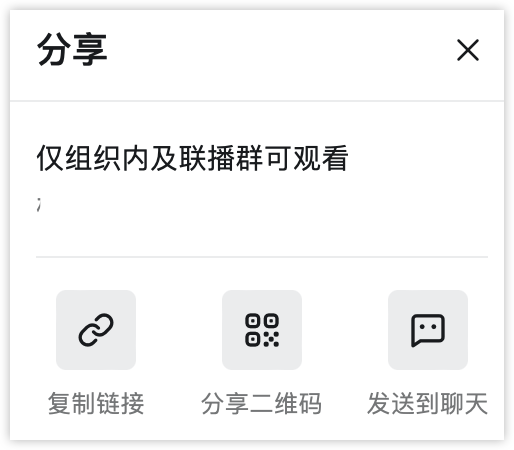 分享
仅组织内及联播群可观看
复制链接
分享二维码
发送到聊天